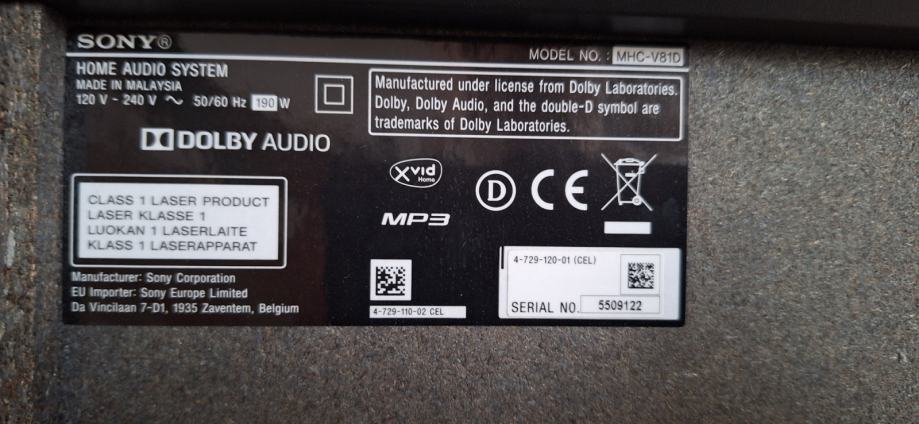 SONY®
MODEL NO. : MHC-V81D
HOME AUDIO SYSTEM
MADE IN MALAYSIA
120 V - 240 V ~ 50/60 Hz 190 W
Manufactured under license from Dolby Laboratories.
Dolby, Dolby Audio, and the double-D symbol are
trademarks of Dolby Laboratories.
DOLBY AUDIO
CLASS 1 LASER PRODUCT
LASER KLASSE 1
LUOKAN 1 LASERLAITE
KLASS 1 LASERAPPARAT
Xvid
Home
MP3
D CE
Manufacturer: Sony Corporation
EU Importer: Sony Europe Limited
Da Vincilaan 7-D1, 1935 Zaventem, Belgium
4-729-110-02 CEL
4-729-120-01 (CEL)
SERIAL NO. 5509122